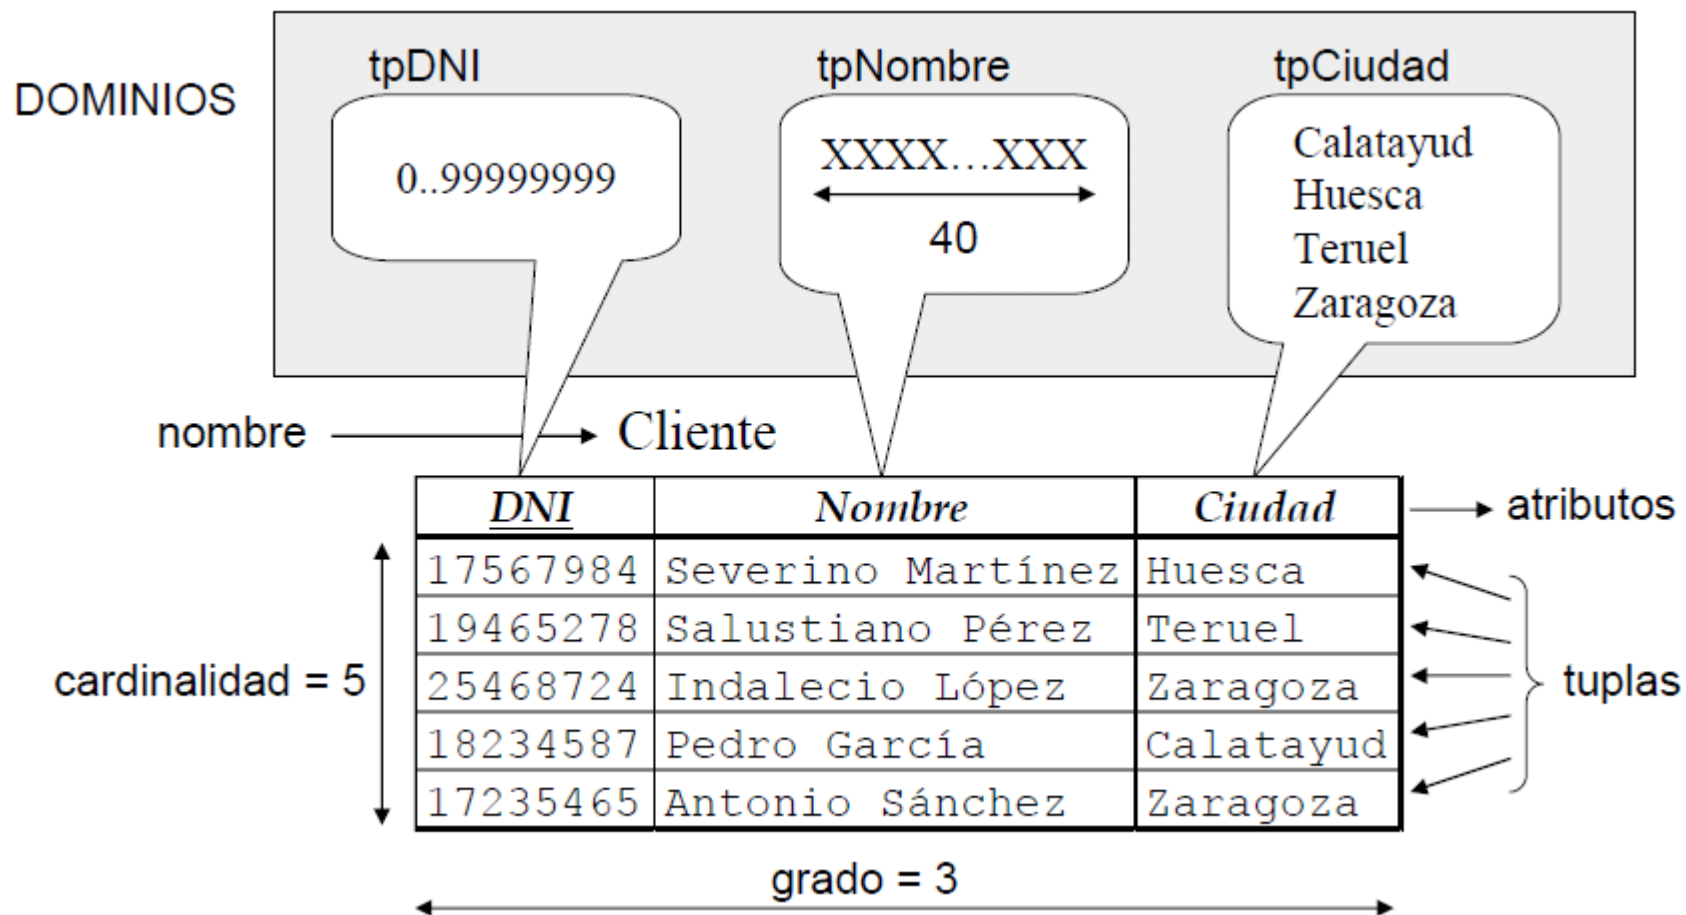 DOMINIOS
tpDNI
tpNombre
tpCiudad
0..99999999
XXXX...XXX
40
Calatayud
Huesca
Teruel
Zaragoza
nombre
Cliente
DNI Nombre Ciudad
atributos
17567984 Severino Martínez Huesca
19465278 Salustiano Pérez Teruel
25468724 Indalecio López Zaragoza
18234587 Pedro García Calatayud
17235465 Antonio Sánchez Zaragoza
cardinalidad = 5
tuplas
grado = 3